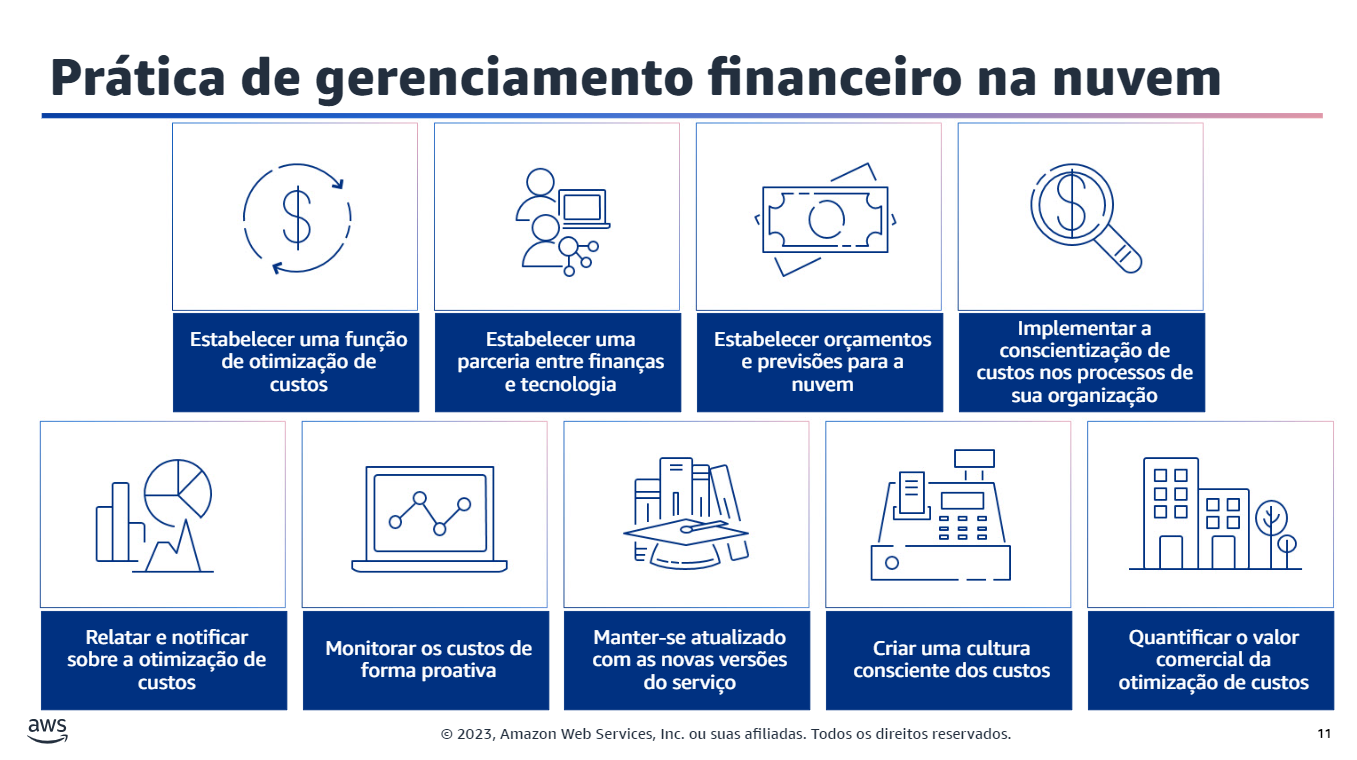 Prática de gerenciamento financeiro na nuvem
Estabelecer uma função
de otimização de
custos
Estabelecer uma
parceria entre finanças
e tecnologia
Estabelecer orçamentos
e previsões para a
nuvem
Implementar a
conscientização de
custos nos processos de
sua organização
Relatar e notificar
sobre a otimização de
custos
Monitorar os custos de
forma proativa
Manter-se atualizado
com as novas versões
do serviço
Criar uma cultura
consciente dos custos
Quantificar o valor
comercial da
otimização de custos
aws
© 2023, Amazon Web Services, Inc. ou suas afiliadas. Todos os direitos reservados.
11